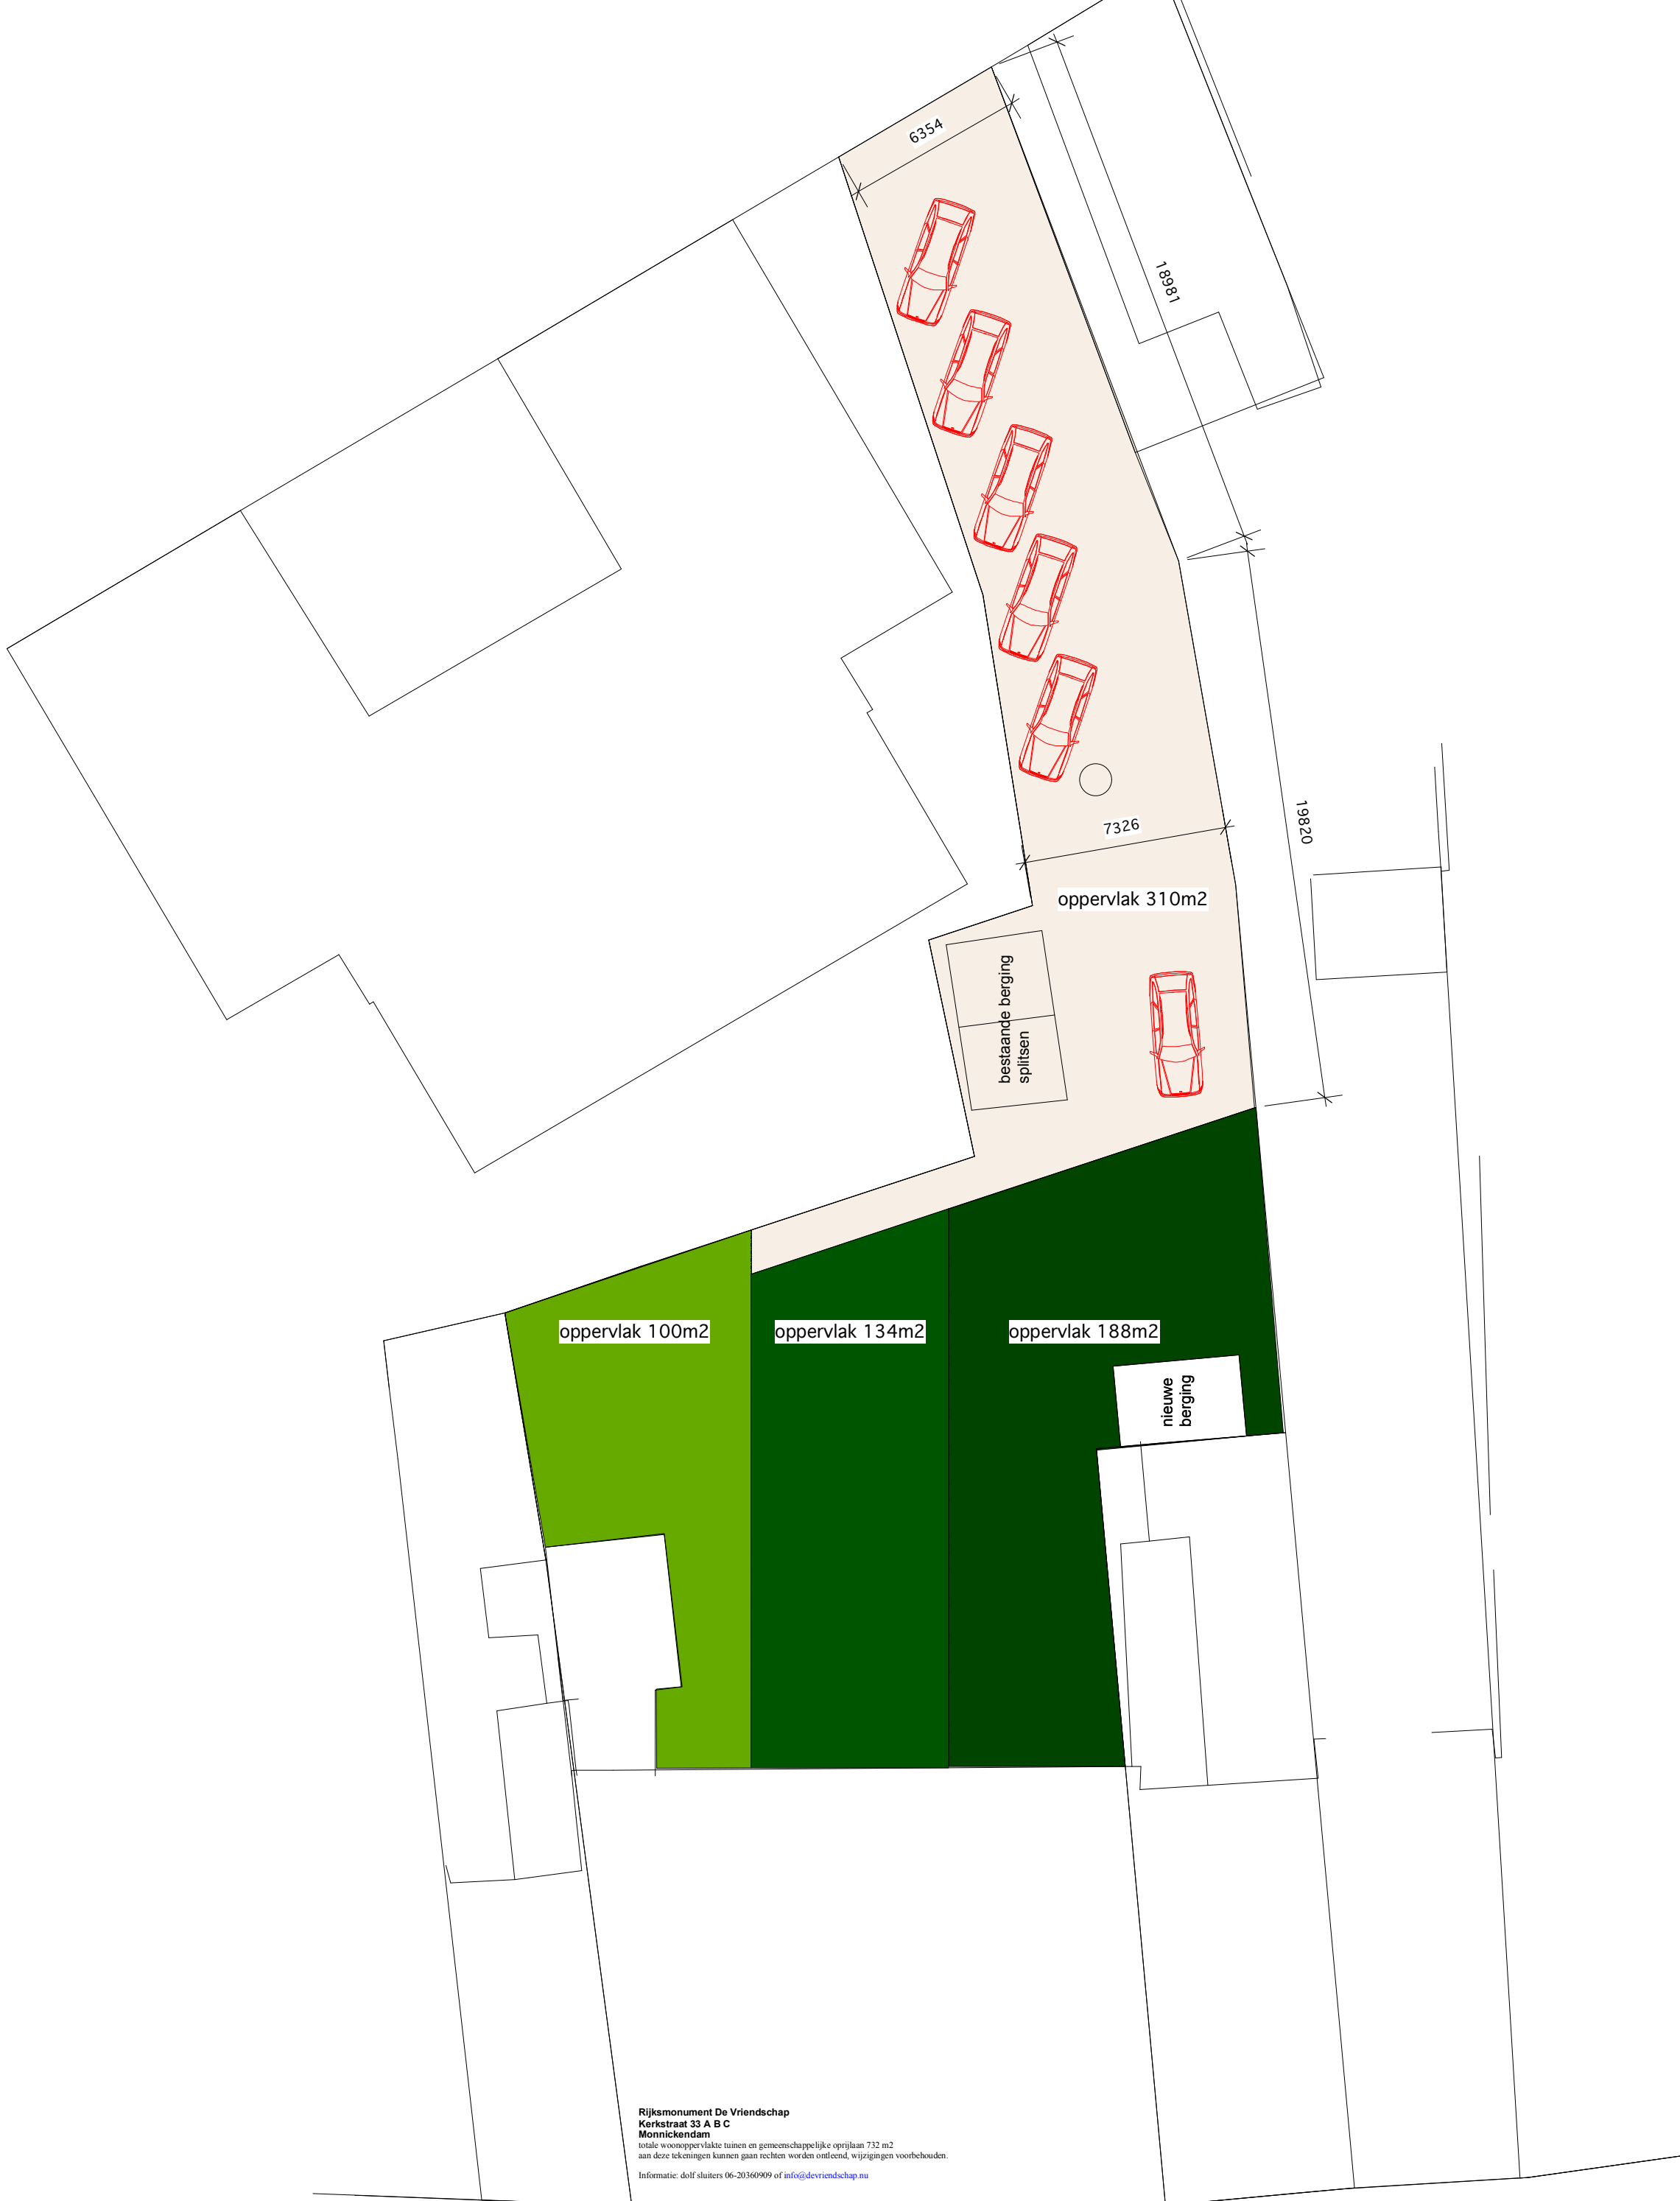 6354
18981
19820
7326
oppervlak 310m2
bestaande berging
splitsen
oppervlak 100m2
oppervlak 134m2
oppervlak 188m2
nieuwe
berging
Rijksmonument De Vriendschap
Kerkstraat 33 A B C
Monnickendam
totale woonoppervlakte tuinen en gemeenschappelijke oprijlaan 732 m2
aan deze tekeningen kunnen gaan rechten worden ontleend, wijzigingen voorbehouden.
Informatie: dolf sluiters 06-20360909 of info@devriendschap.nu